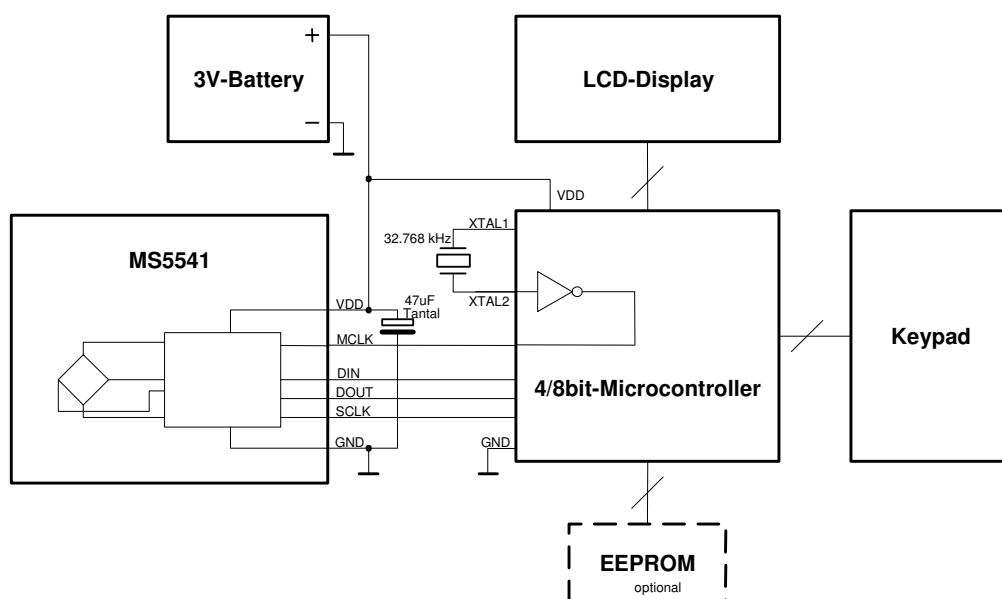 +
3V-Battery
−
LCD-Display
VDD
XTAL1
32.768 kHz
XTAL2
MS5541
VDD
47uF
Tantal
MCLK
DIN
DOUT
SCLK
GND
4/8bit-Microcontroller
GND
Keypad
EEPROM
optional